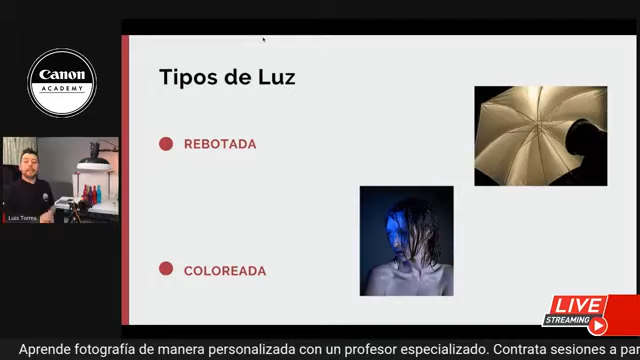 Canon
ACADEMY
Tipos de Luz
REBOTADA
COLOREADA
Luis Torres
LIVE
STREAMING
Aprende fotografía de manera personalizada con un profesor especializado. Contrata sesiones a par